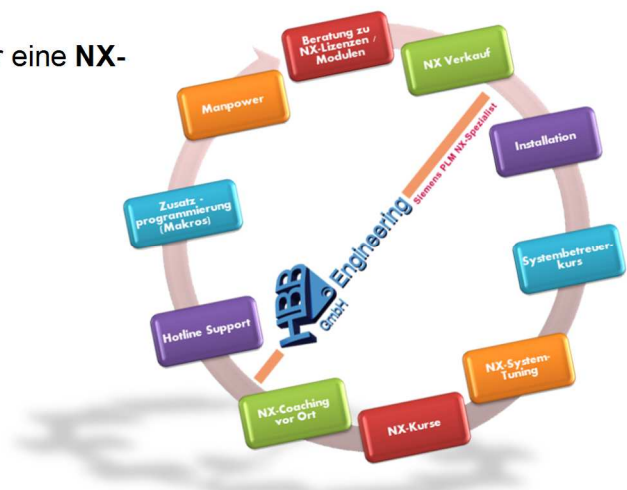 r eine NX-
Beratung zu
NX-Lizenzen /
Modulen
NX Verkauf
Installation
Systembetreuer-
kurs
NX-System-
Tuning
NX-Kurse
NX-Coaching
vor Ort
Hotline Support
Zusatz -
programmierung
(Makros)
Manpower
HBB Engineering
GmbH
Siemens PLM NX-Spezialist